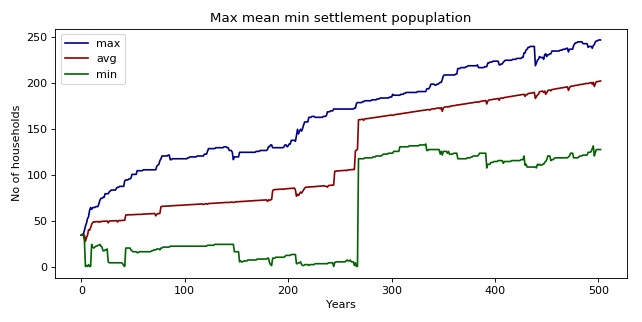 Max mean min settlement popuplation
No of households
250
200
150
100
50
0
max
avg
min
0 100 200 300 400 500
Years